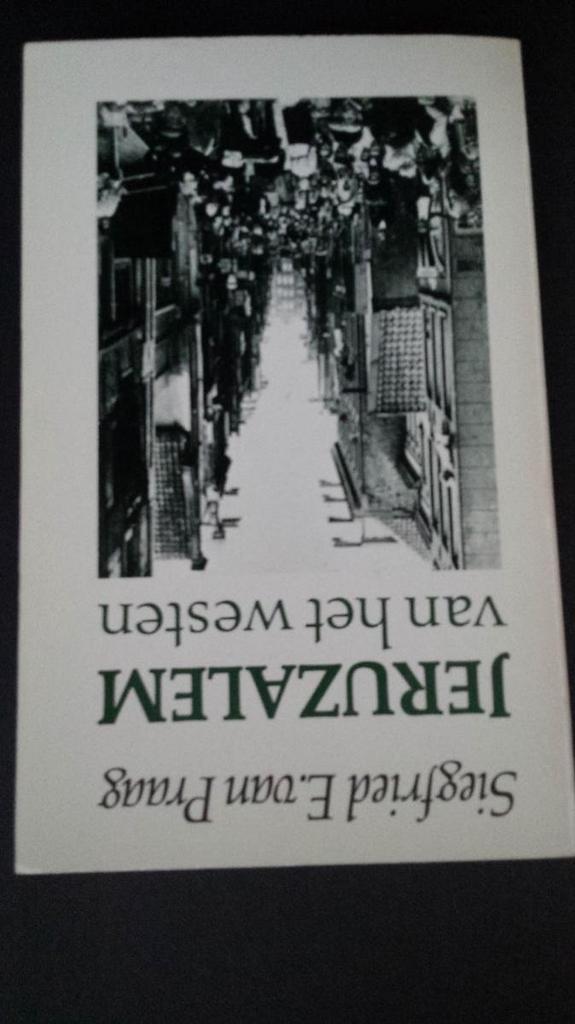 Siegfried E. van Praag
JERUZALEM
van het westen